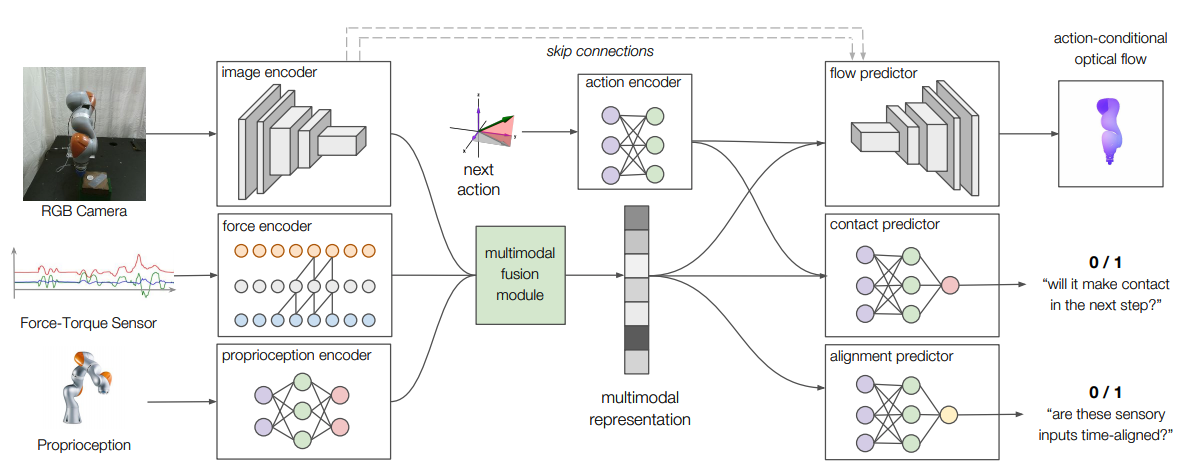 skip connections
action-conditional
optical flow
image encoder
action encoder
flow predictor
RGB Camera
next
action
force encoder
contact predictor
multimodal
fusion
module
0 / 1
“will it make contact
in the next step?”
Force-Torque Sensor
proprioception encoder
alignment predictor
multimodal
representation
0 / 1
“are these sensory
inputs time-aligned?”
Proprioception